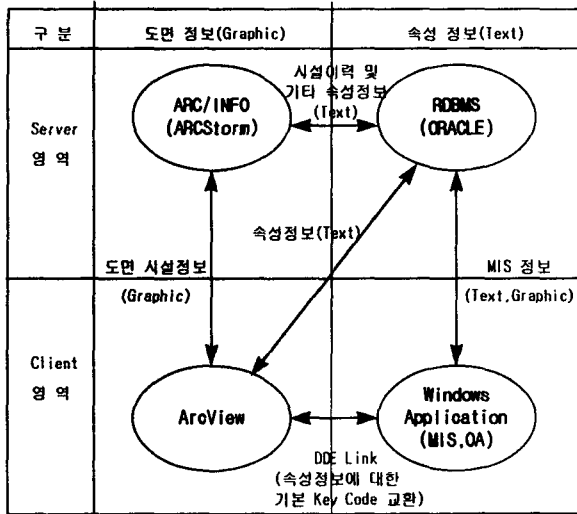 구 분
도면 정보(Graphic)
속성 정보(Text)
Server
영 역
ARC/INFO
(ARCStorm)
시설이력 및
기타 속성정보
(Text)
RDBMS
(ORACLE)
속성정보(Text)
도면 시설정보
(Graphic)
MIS 정보
(Text,Graphic)
Client
영 역
ArcView
Windows
Application
(MIS,OA)
DDE Link
(속성정보에 대한
기본 Key Code 교환)